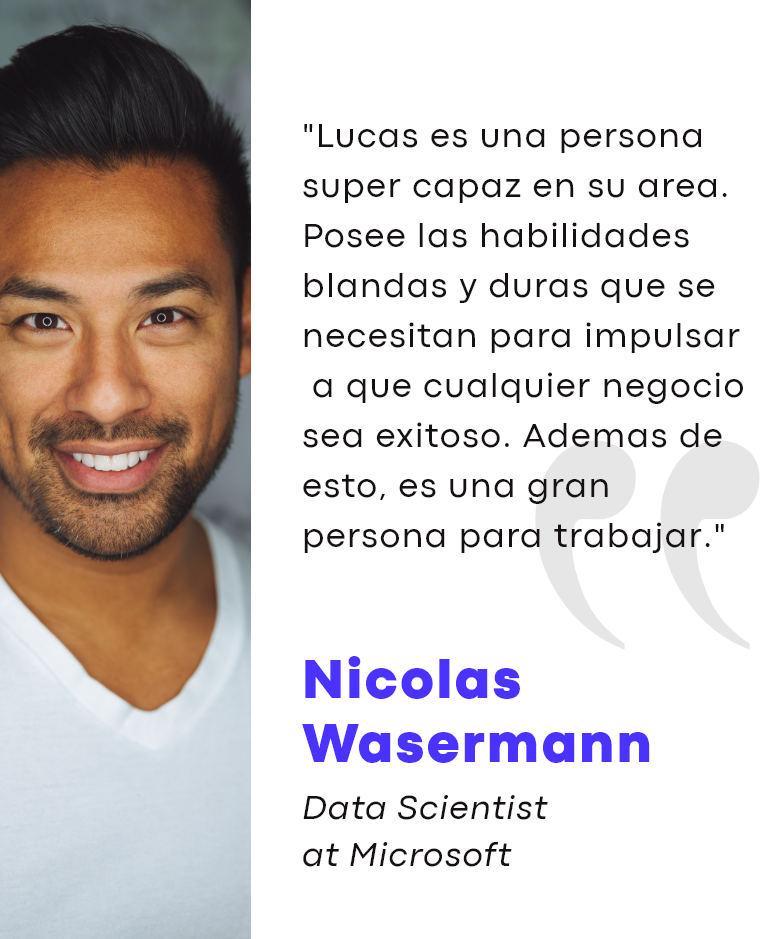 "Lucas es una persona
super capaz en su area.
Posee las habilidades
blandas y duras que se
necesitan para impulsar
a que cualquier negocio
sea exitoso. Ademas de
esto, es una gran
persona para trabajar."
Nicolas
Wasermann
Data Scientist
at Microsoft